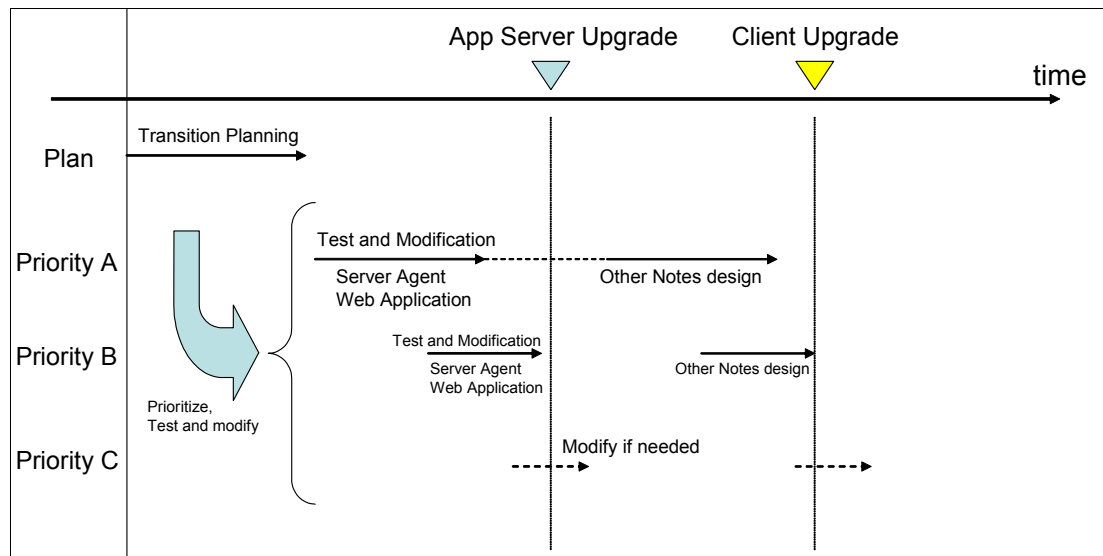 App Server Upgrade
Client Upgrade
time
Plan
Transition Planning
Priority A
Test and Modification
Server Agent
Web Application
Other Notes design
Priority B
Test and Modification
Server Agent
Web Application
Other Notes design
Prioritize,
Test and modify
Priority C
Modify if needed